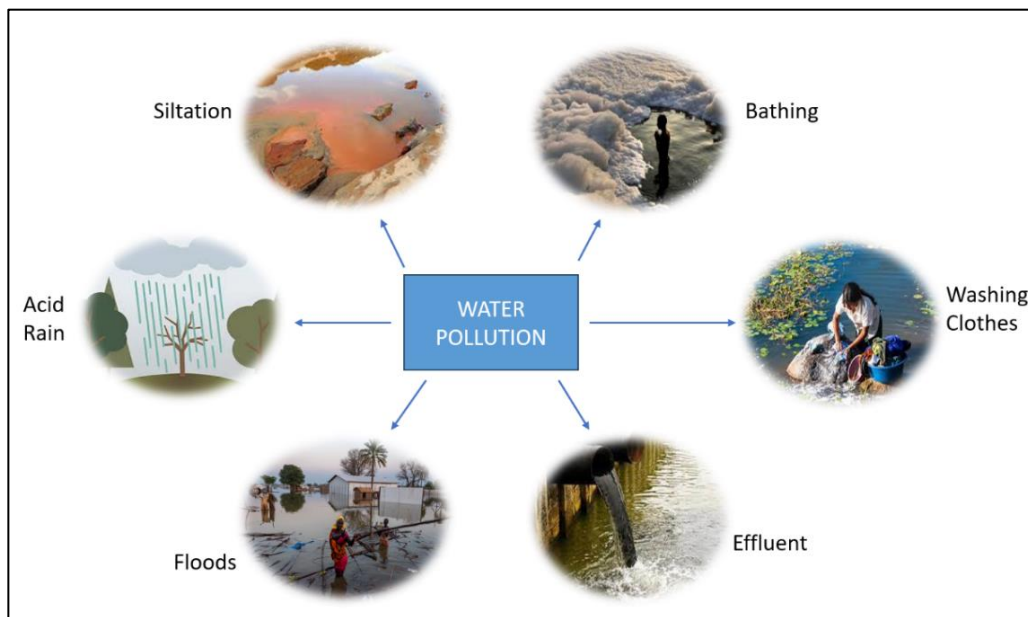 Siltation
Bathing
Acid
Rain
WATER
POLLUTION
Washing
Clothes
Floods
Effluent